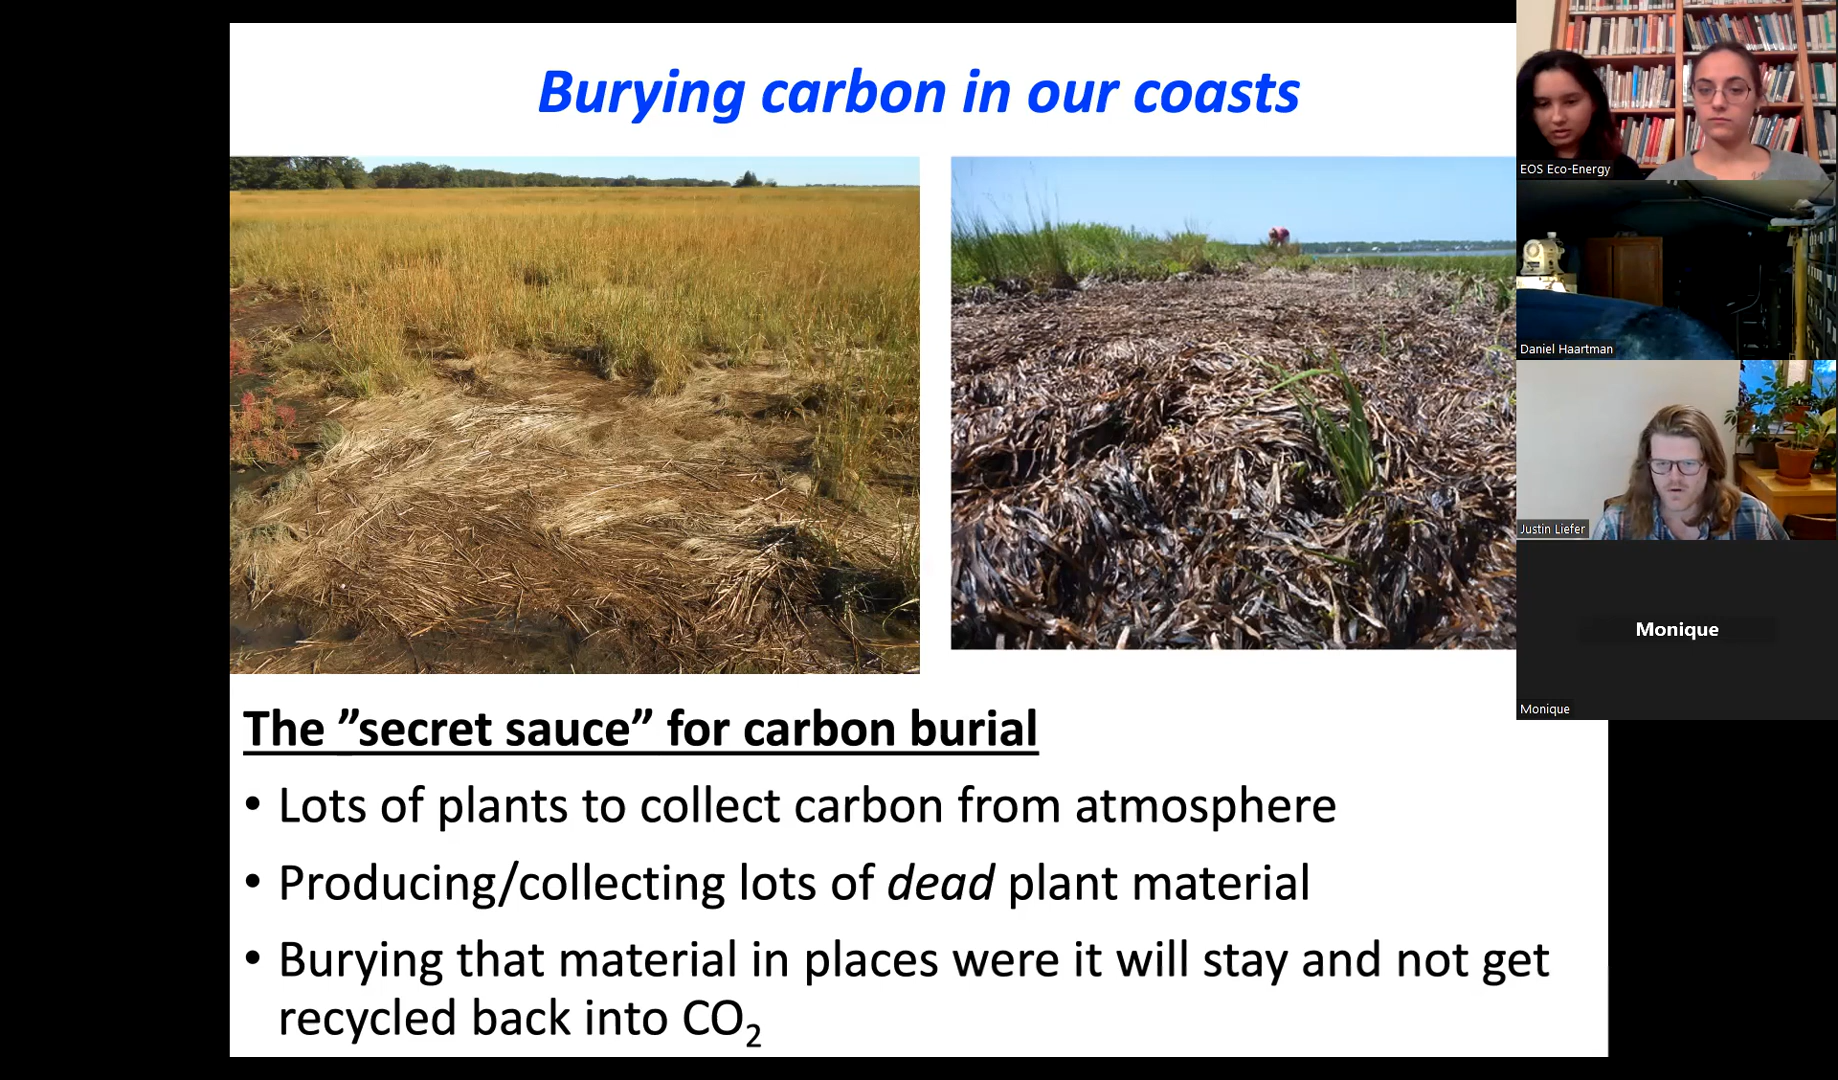 Burying carbon in our coasts
The ”secret sauce” for carbon burial
• Lots of plants to collect carbon from atmosphere
• Producing/collecting lots of dead plant material
• Burying that material in places were it will stay and not get
recycled back into CO₂
EOS Eco-Energy
Daniel Haartman
Justin Liefer
Monique
Monique